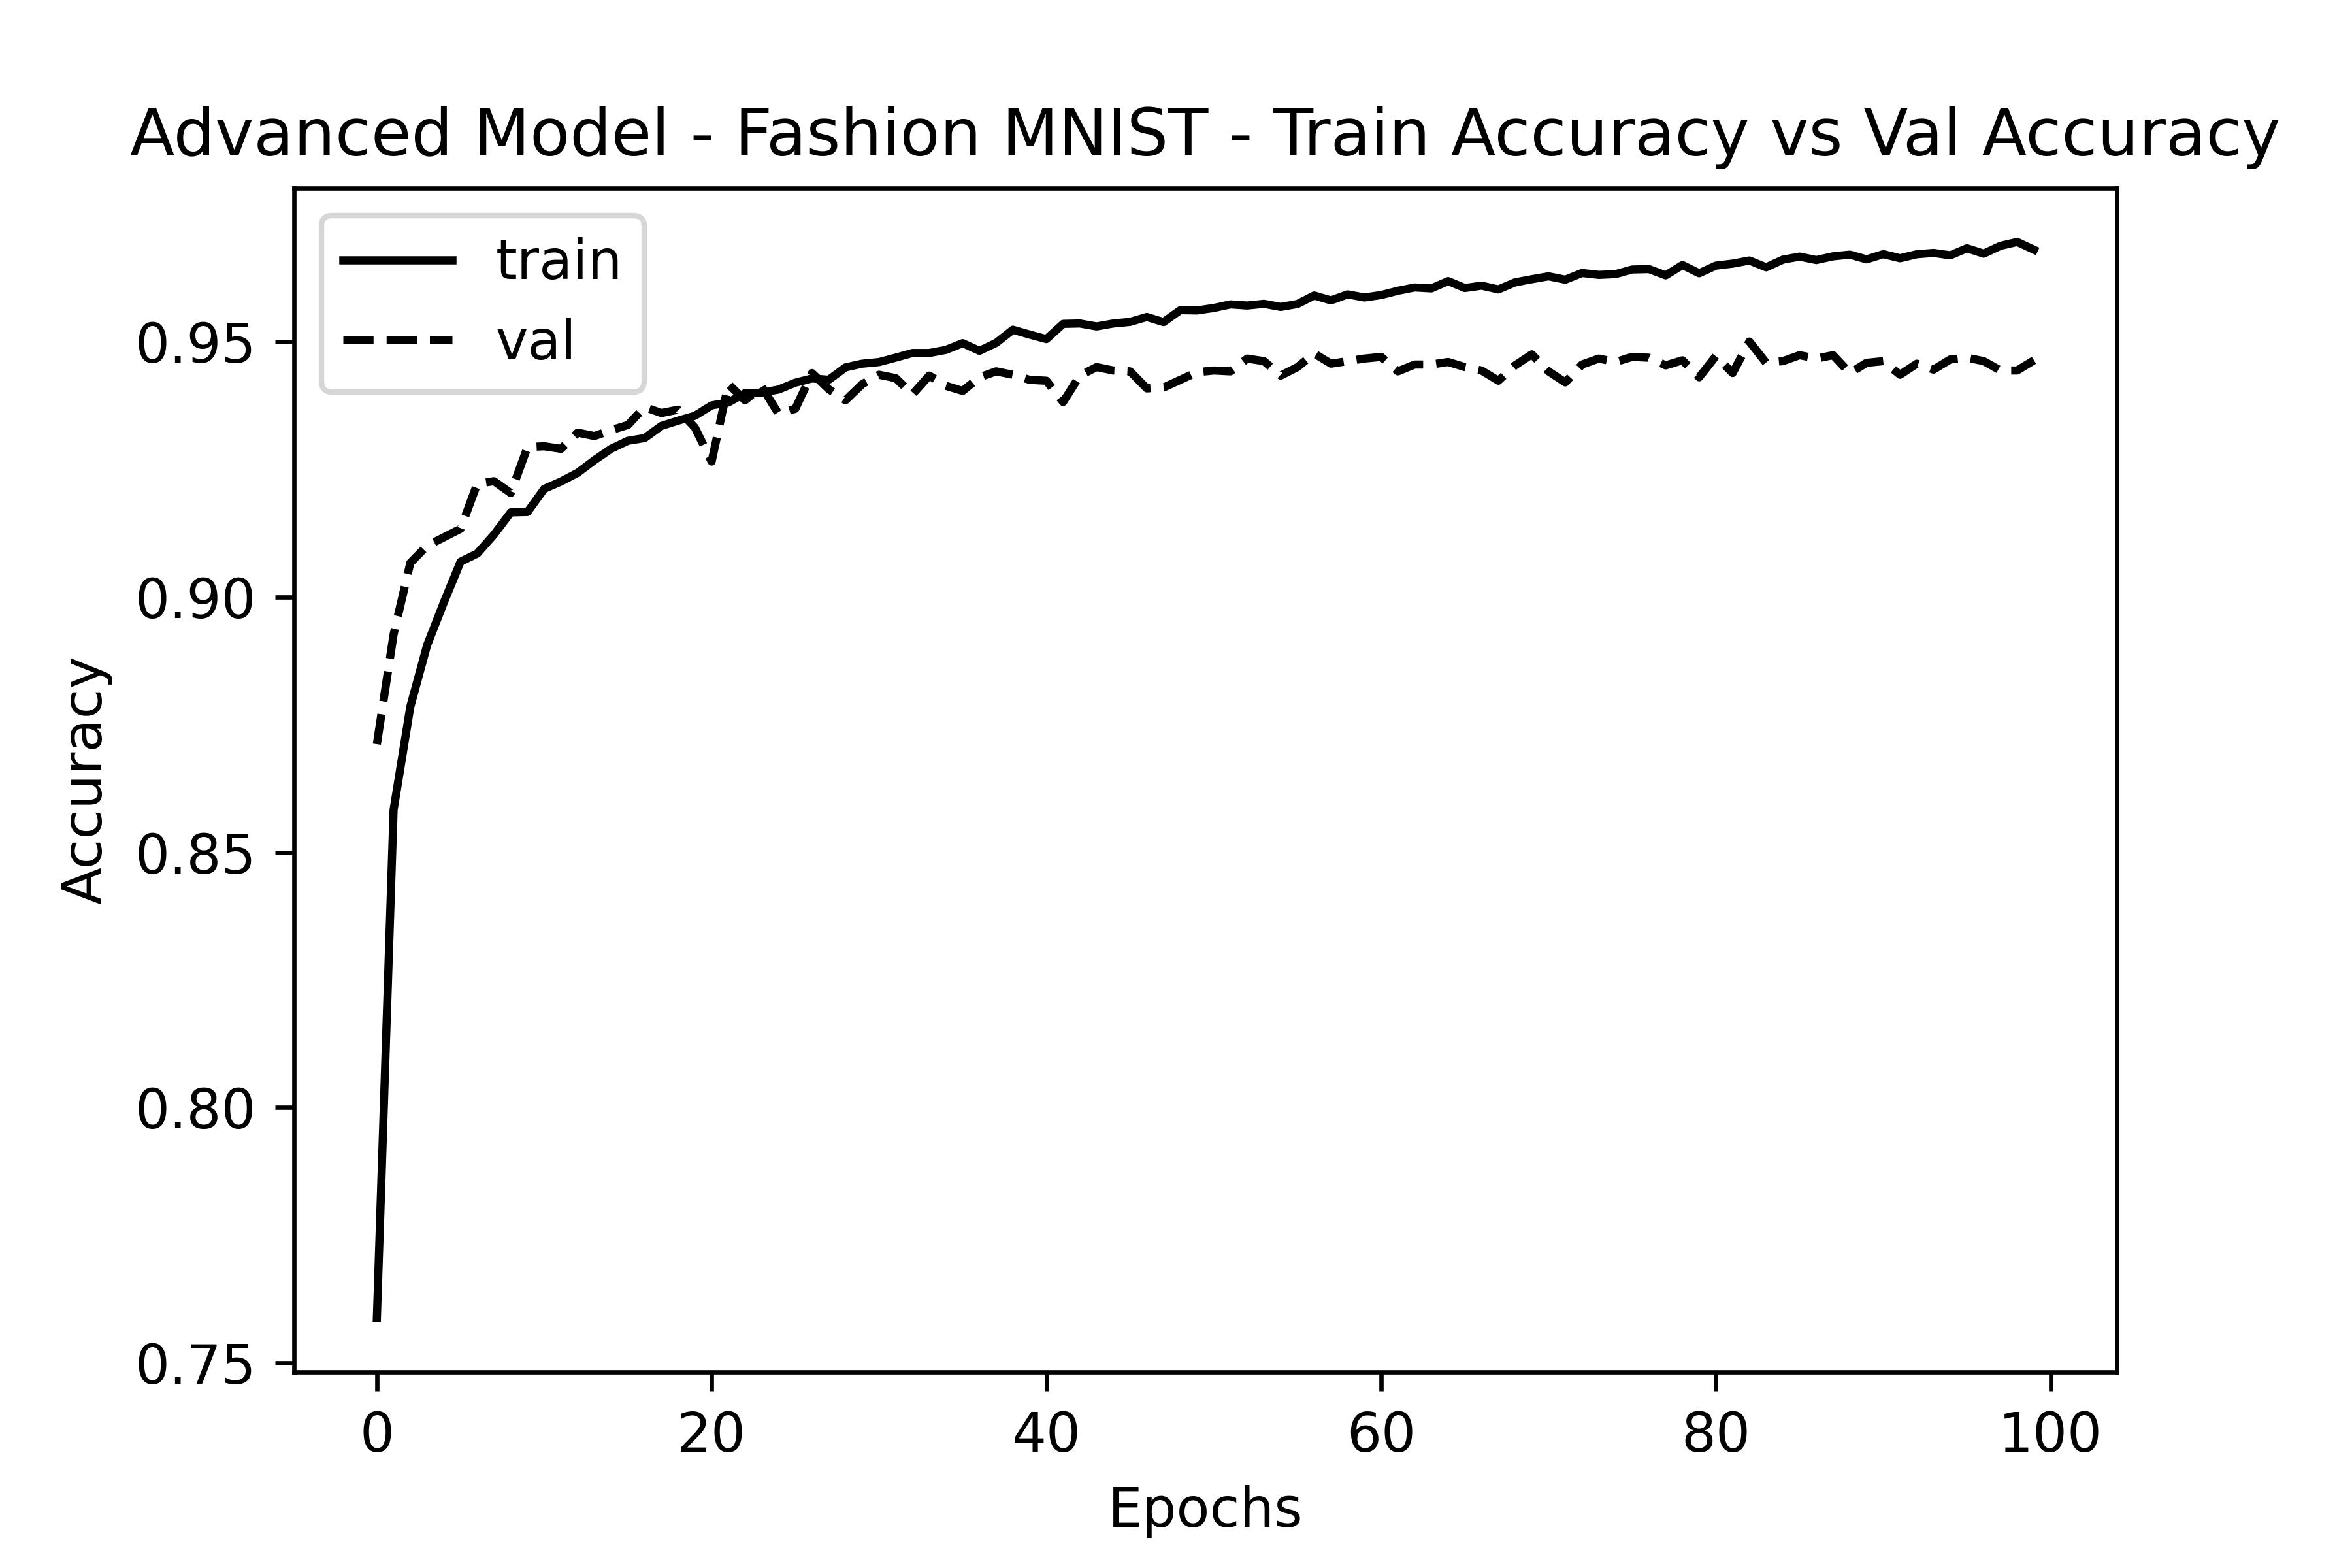 Advanced Model - Fashion MNIST - Train Accuracy vs Val Accuracy
train
val
0.95
0.90
0.85
0.80
0.75
Accuracy
0 20 40 60 80 100
Epochs